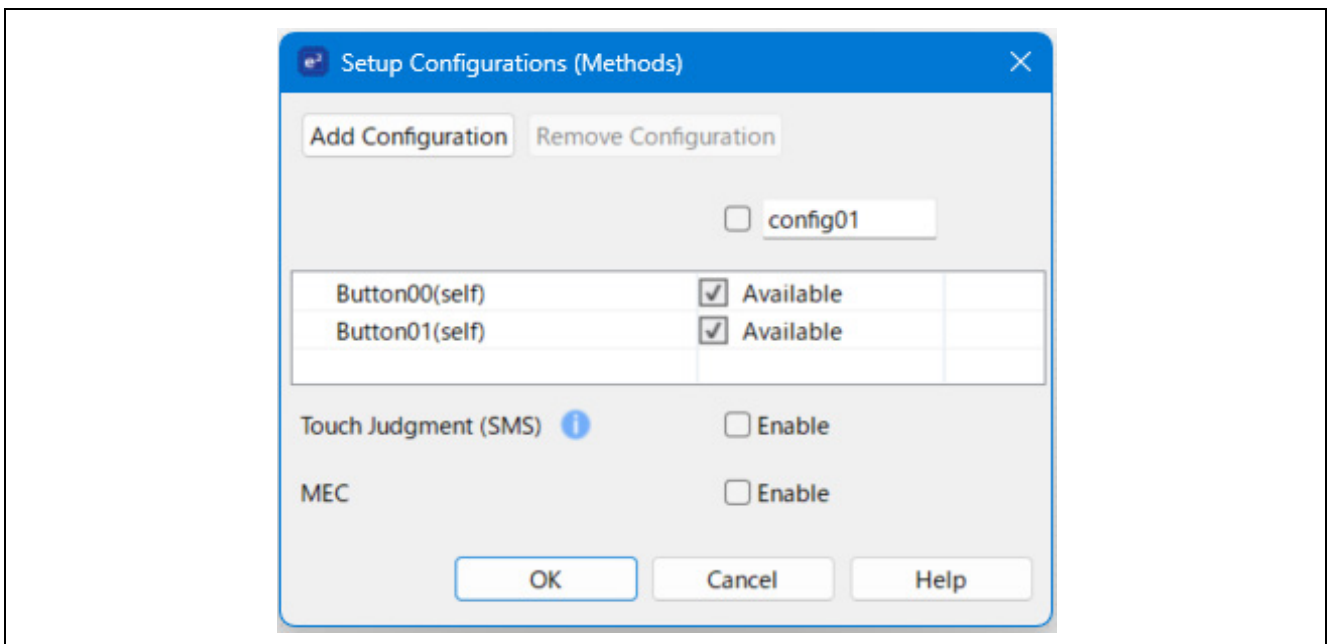 e² Setup Configurations (Methods)
Add Configuration Remove Configuration
config01
Button00(self) Available
Button01(self) Available
Touch Judgment (SMS) i Enable
MEC Enable
OK Cancel Help